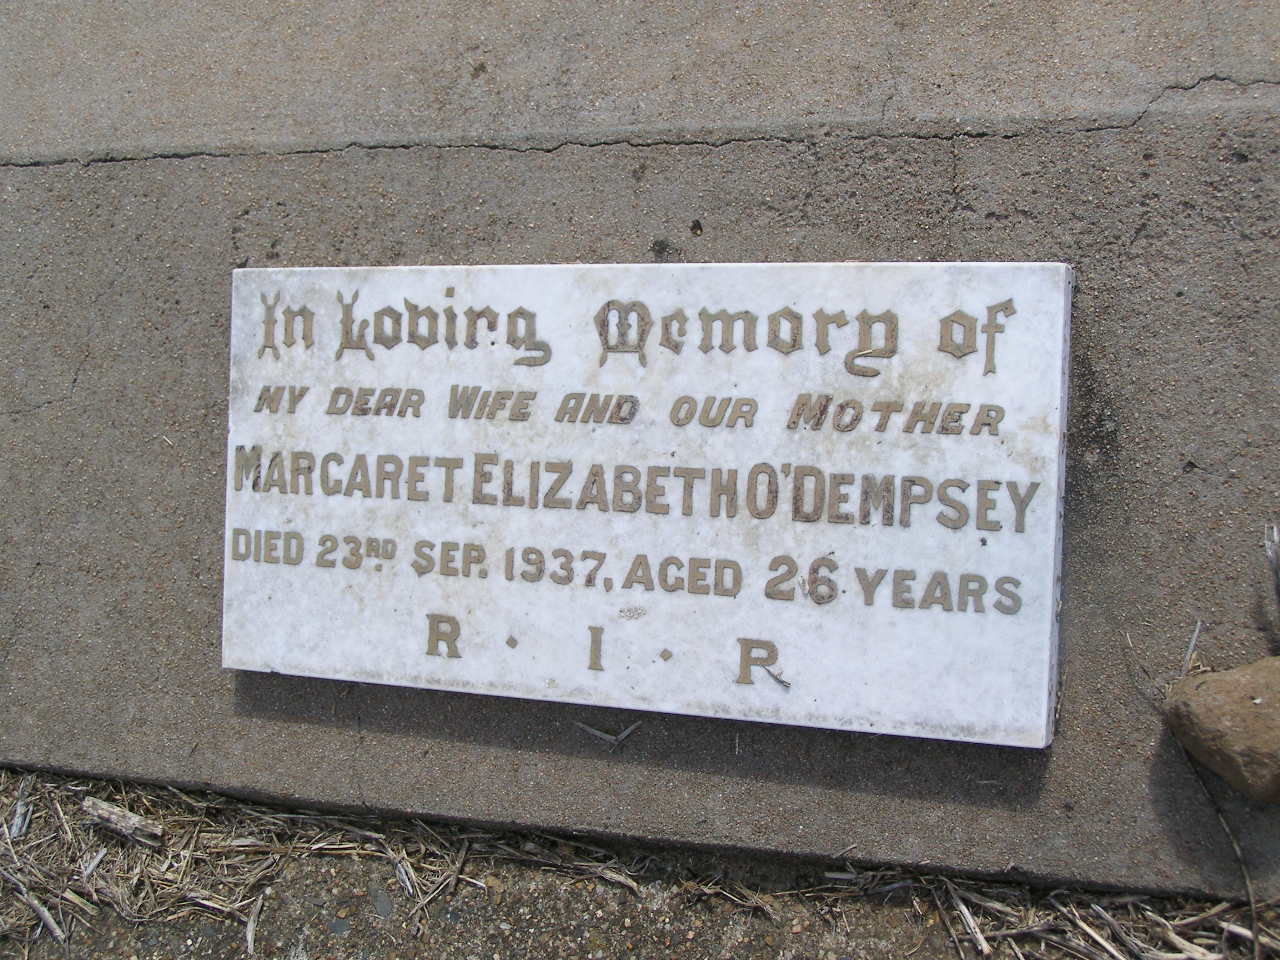 In Loving Memory of
MY DEAR WIFE AND OUR MOTHER
MARGARET ELIZABETH O'DEMPSEY
DIED 23RD SEP. 1937, AGED 26 YEARS
R · I · P